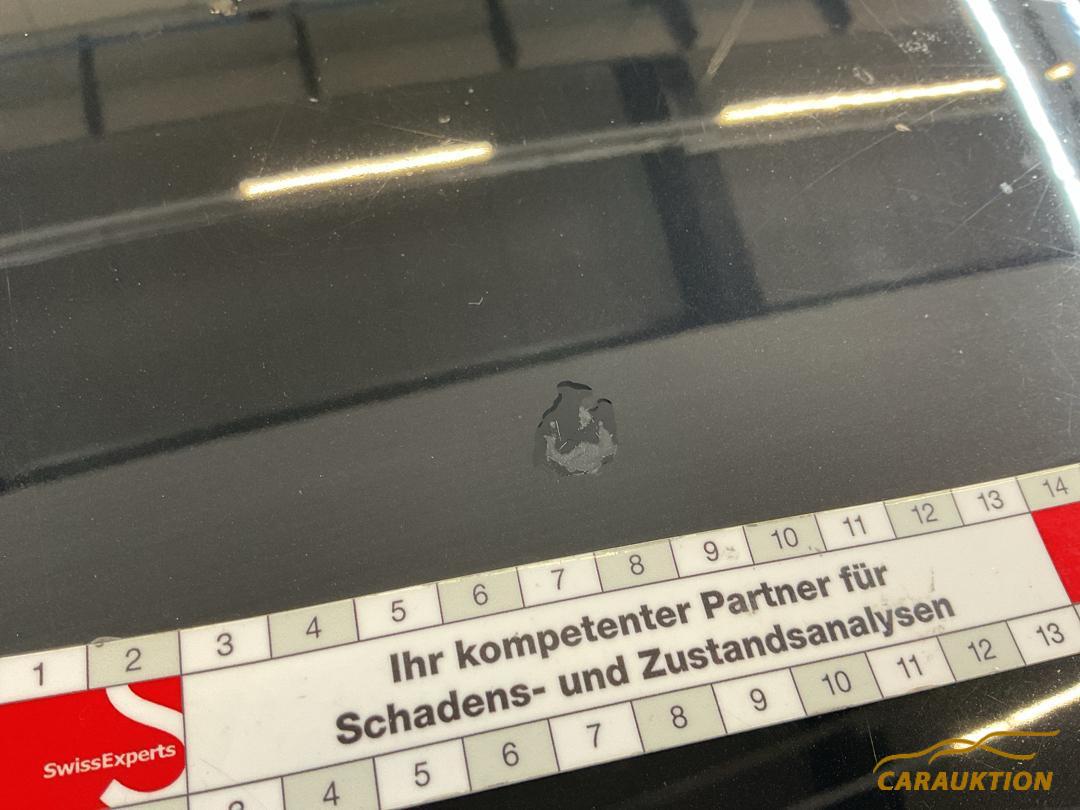 1 2 3 4 5 6 7 8 9 10 11 12 13 14
Ihr kompetenter Partner für
Schadens- und Zustandsanalysen
SwissExperts
4 5 6 7 8 9 10 11 12 13
CARAUKTION